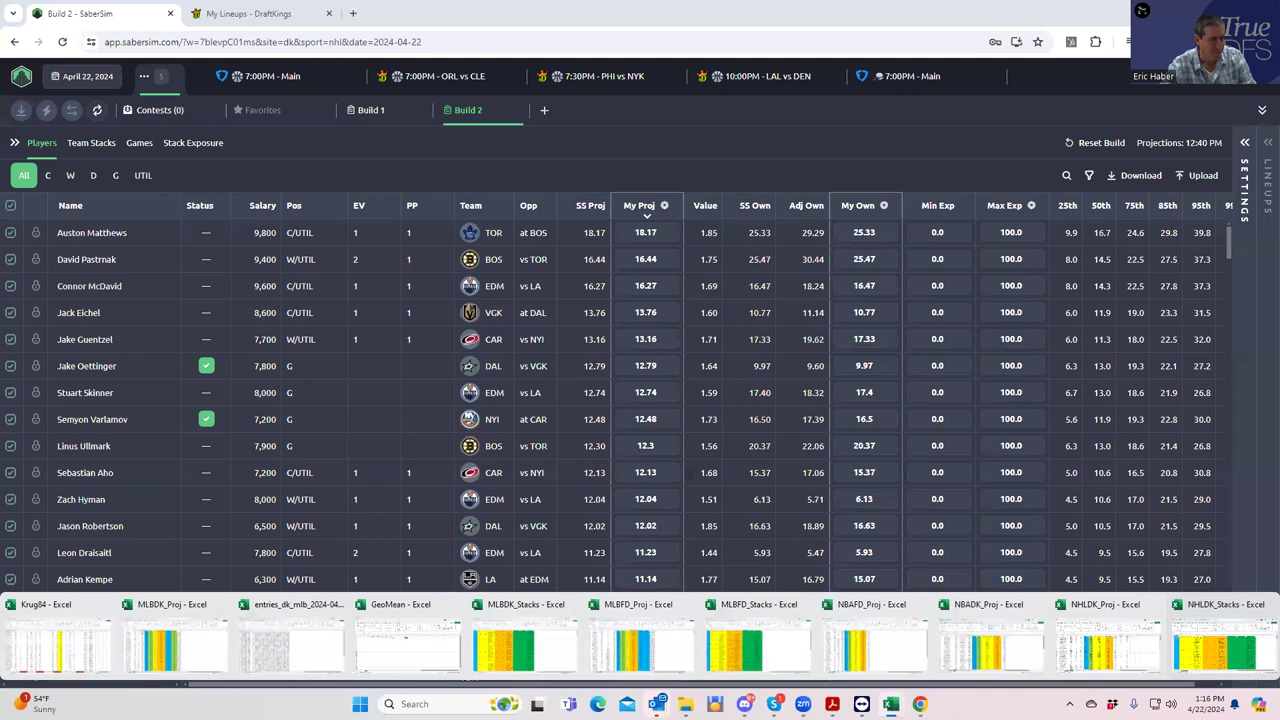 Build 2 - SaberSim
My Lineups - DraftKings
app.sabersim.com/?w=7blevpC01ms&site=dk&sport=nhl&date=2024-04-22
True
DFS
Eric Haber
April 22, 2024
5
7:00PM - Main
7:00PM - ORL vs CLE
7:30PM - PHI vs NYK
10:00PM - LAL vs DEN
7:00PM - Main
Contests (0)
Favorites
Build 1
Build 2
Players
Team Stacks
Games
Stack Exposure
Reset Build
Projections: 12:40 PM
SETTINGS
LINEUPS
All
C
W
D
G
UTIL
Download
Upload
Name Status Salary Pos EV PP Team Opp SS Proj My Proj Value SS Own Adj Own My Own Min Exp Max Exp 25th 50th 75th 85th 95th
Auston Matthews — 9,800 C/UTIL 1 1 TOR at BOS 18.17 18.17 1.85 25.33 29.29 25.33 0.0 100.0 9.9 16.7 24.6 29.8 39.8
David Pastrnak — 9,400 W/UTIL 2 1 BOS vs TOR 16.44 16.44 1.75 25.47 30.44 25.47 0.0 100.0 8.0 14.5 22.5 27.5 37.3
Connor McDavid — 9,600 C/UTIL 1 1 EDM vs LA 16.27 16.27 1.69 16.47 18.24 16.47 0.0 100.0 8.0 14.3 22.5 27.8 37.3
Jack Eichel — 8,600 C/UTIL 1 1 VGK at DAL 13.76 13.76 1.60 10.77 11.14 10.77 0.0 100.0 6.0 11.9 19.0 23.3 31.5
Jake Guentzel — 7,700 W/UTIL 1 1 CAR vs NYI 13.16 13.16 1.71 17.33 19.62 17.33 0.0 100.0 6.0 11.3 18.0 22.5 32.0
Jake Oettinger 7,800 G DAL vs VGK 12.79 12.79 1.64 9.97 9.60 9.97 0.0 100.0 6.3 13.0 19.3 22.1 27.2
Stuart Skinner — 8,000 G EDM vs LA 12.74 12.74 1.59 17.40 18.32 17.4 0.0 100.0 6.7 13.0 18.6 21.9 26.8
Semyon Varlamov 7,200 G NYI at CAR 12.48 12.48 1.73 16.50 19.32 16.5 0.0 100.0 5.6 11.9 19.3 22.8 30.0
Linus Ullmark — 7,900 G BOS vs TOR 12.30 12.3 1.56 20.37 22.06 20.37 0.0 100.0 6.3 13.0 18.6 21.4 26.8
Sebastian Aho — 7,200 C/UTIL 1 1 CAR vs NYI 12.13 12.13 1.68 15.37 17.06 15.37 0.0 100.0 5.0 10.6 16.5 20.8 30.8
Zach Hyman — 8,000 W/UTIL 1 1 EDM vs LA 12.04 12.04 1.51 6.13 5.71 6.13 0.0 100.0 4.5 10.6 17.0 21.5 29.0
Jason Robertson — 6,500 W/UTIL 1 1 DAL vs VGK 12.02 12.02 1.85 16.63 18.89 16.63 0.0 100.0 5.0 10.5 16.5 21.5 29.5
Leon Draisaitl — 7,800 C/UTIL 2 1 EDM vs LA 11.23 11.23 1.44 5.93 5.47 5.93 0.0 100.0 4.5 9.5 15.6 19.5 27.8
Adrian Kempe — 6,300 W/UTIL 1 1 LA at EDM 11.14 11.14 1.77 15.07 16.79 15.07 0.0 100.0 4.5 9.5 15.5 19.3 27.0
Krug84 - Excel
MLBDK_Proj - Excel
entries_dk_mlb_2024-04...
GeoMean - Excel
MLBDK_Stacks - Excel
MLBFD_Proj - Excel
MLBFD_Stacks - Excel
NBAFD_Proj - Excel
NBADK_Proj - Excel
NHLDK_Proj - Excel
NHLDK_Stacks - Excel
54°F
Sunny
Search
1:16 PM
4/22/2024